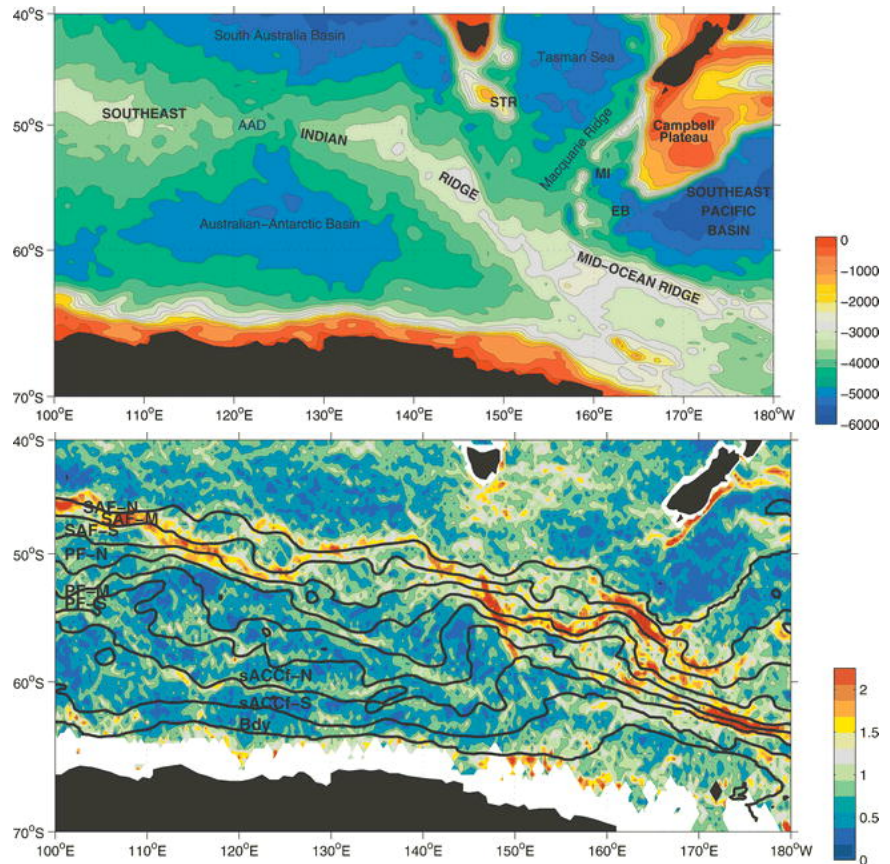 40°S
50°S
60°S
70°S
South Australia Basin
Tasman Sea
STR
SOUTHEAST
AAD
INDIAN
RIDGE
Macquarie Ridge
Campbell
Plateau
MI
EB
SOUTHEAST
PACIFIC
BASIN
Australian-Antarctic Basin
MID-OCEAN RIDGE
100°E 110°E 120°E 130°E 140°E 150°E 160°E 170°E 180°W
0
-1000
-2000
-3000
-4000
-5000
-6000
40°S
50°S
60°S
70°S
SAF-N
SAF-M
SAF-S
PF-N
PF-M
PF-S
sACCf-N
sACCf-S
Bdy
100°E 110°E 120°E 130°E 140°E 150°E 160°E 170°E 180°W
2
1.5
1
0.5
0